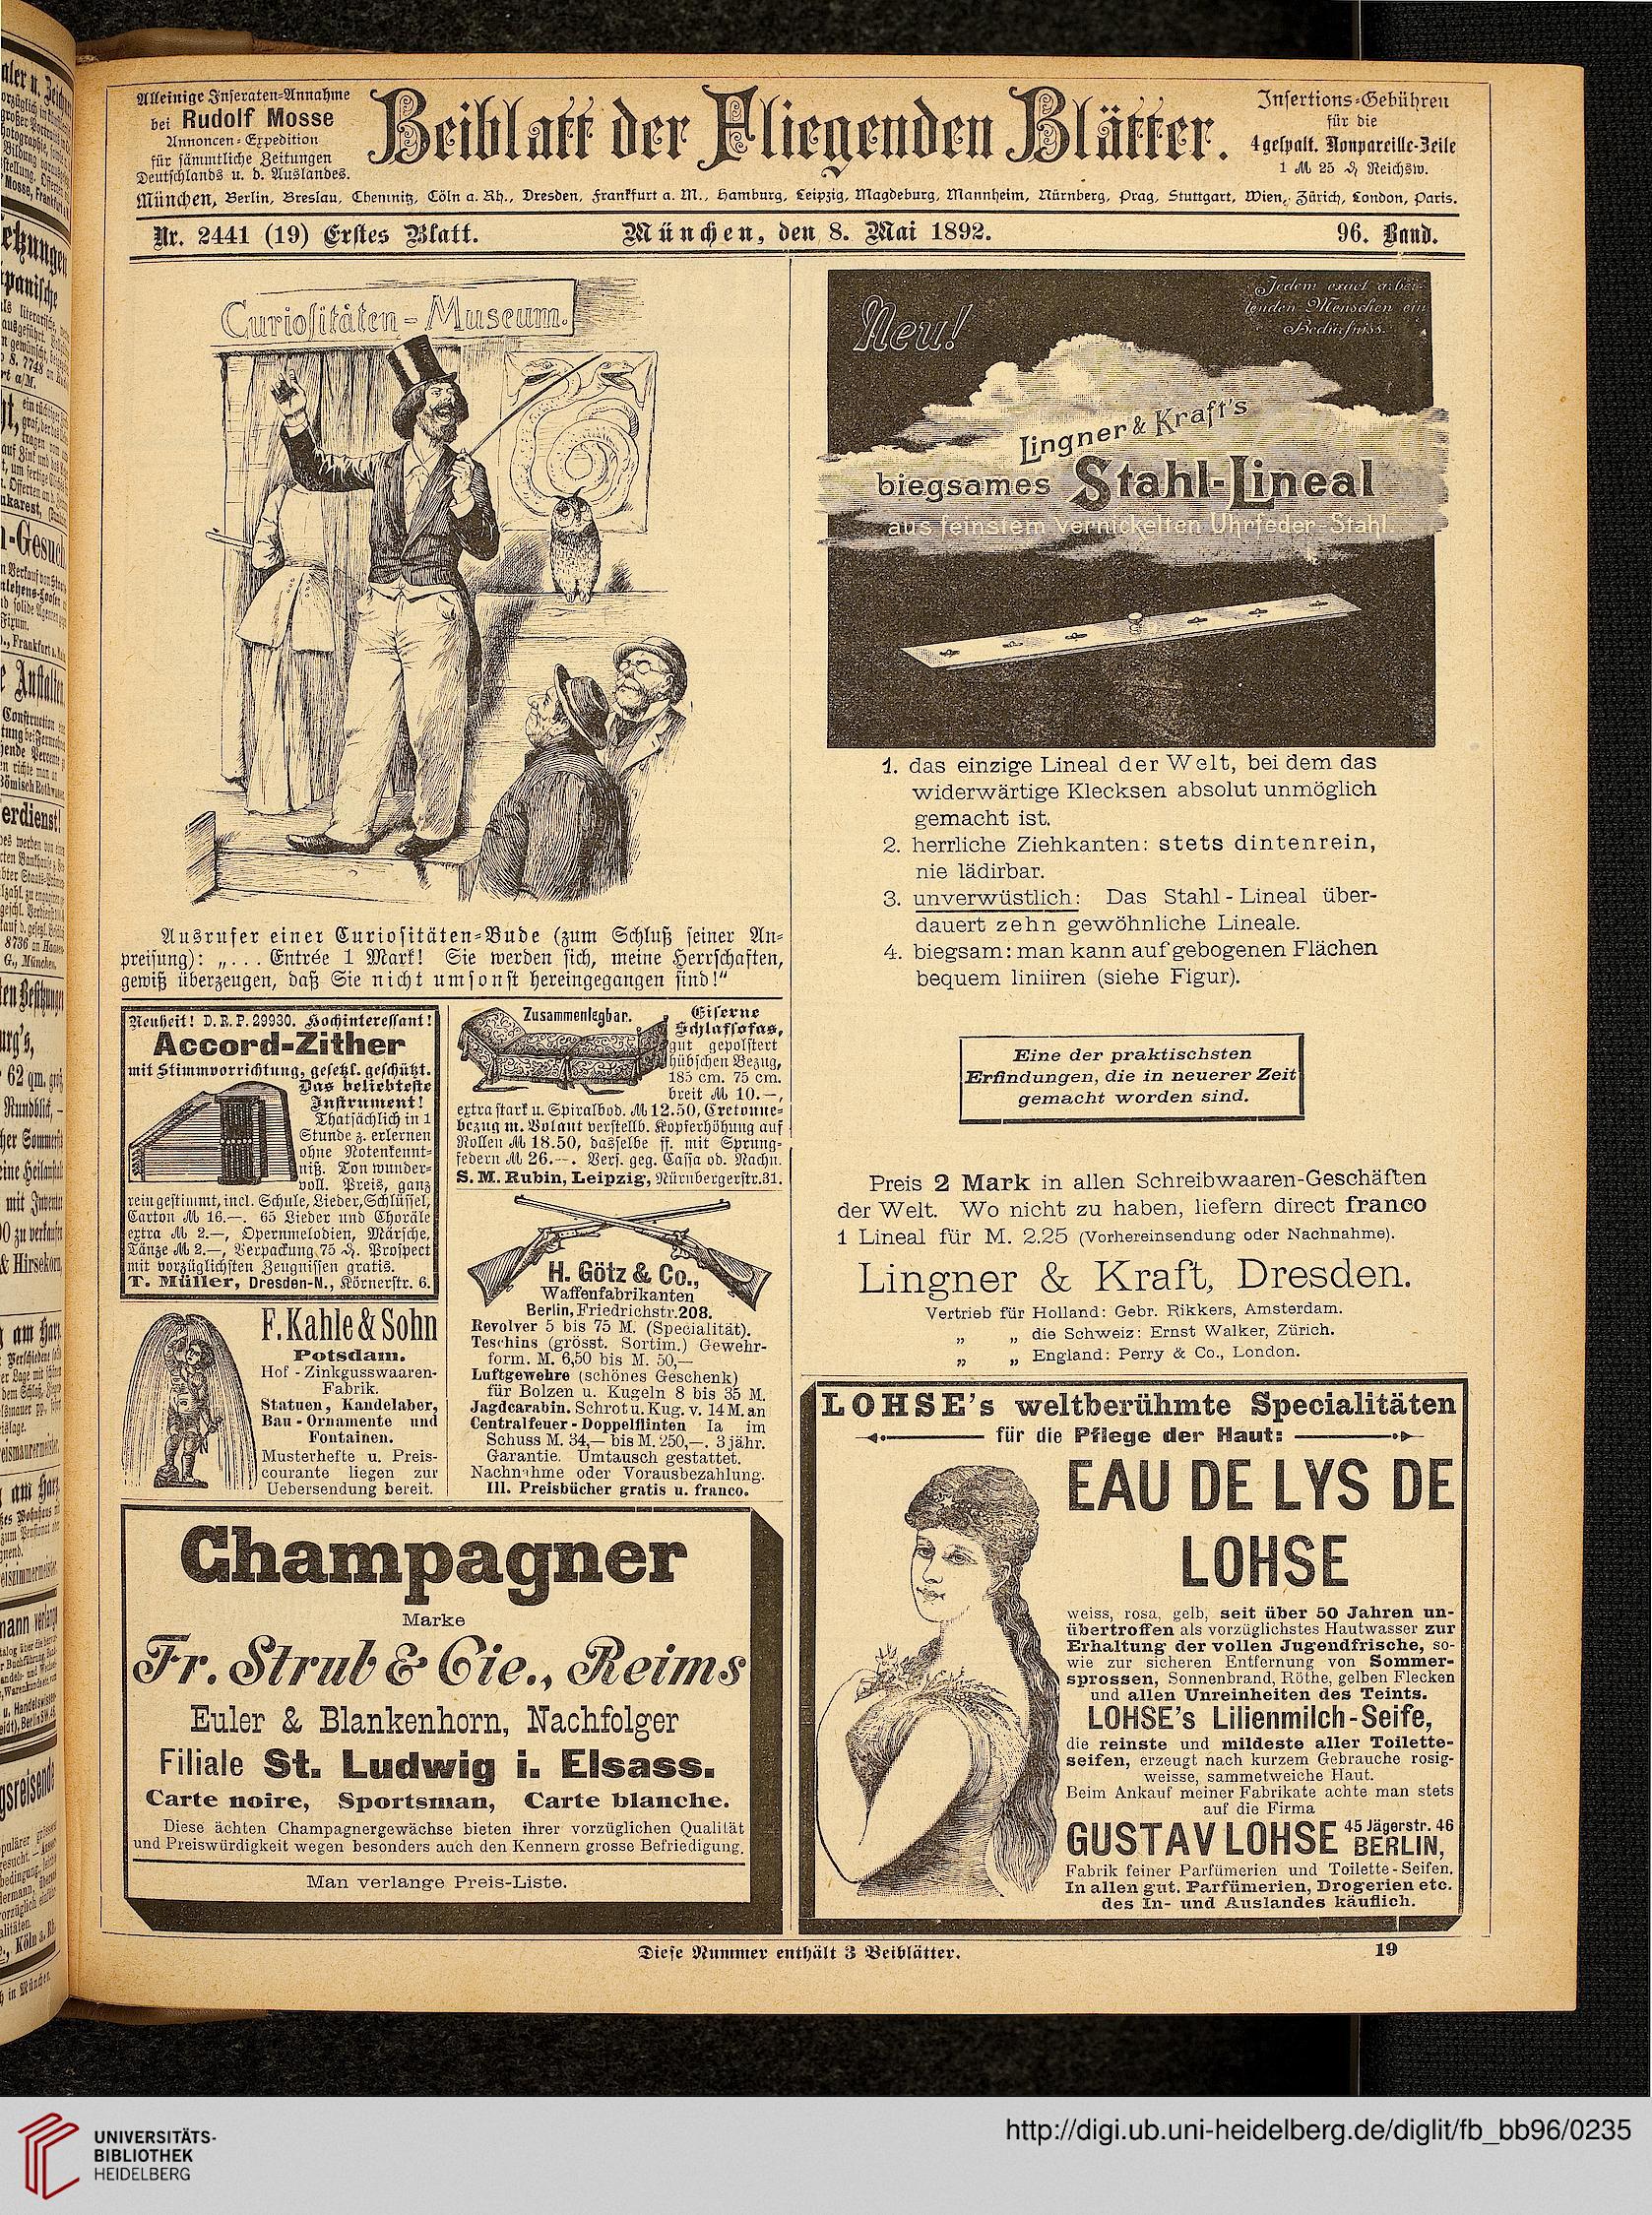 Alleinige Inseraten-Annahme
bei Rudolf Mosse
Annoncen-Expedition
für sämmtliche Zeitungen
Deutschlands u. d. Auslandes.
Beiblatt der Fliegenden Blätter.
Insertions-Gebühren
für die
4gespalt. Nonpareille-Zeile
1 M 25 ₰ Reichsw.
München, Berlin, Breslau, Chemnitz, Cöln a. Rh., Dresden, Frankfurt a. M., Hamburg, Leipzig, Magdeburg, Mannheim, Nürnberg, Prag, Stuttgart, Wien, Zürich, London, Paris.
Nr. 2441 (19) Erstes Blatt.
München, den 8. Mai 1892.
96. Band.
Curiositäten-Museum.
Ausrufer einer Curiositäten-Bude (zum Schluß seiner An-
preisung): „... Entrée 1 Mark! Sie werden sich, meine Herrschaften,
gewiß überzeugen, daß Sie nicht umsonst hereingegangen sind!“
Neuheit! D.R.P. 29930. Hochinteressant!
Accord-Zither
mit Stimmvorrichtung, gesetzl. geschützt.
Das beliebteste
Instrument!
Thatsächlich in 1
Stunde z. erlernen
ohne Notenkennt-
niß. Ton wunder-
voll. Preis, ganz
rein gestimmt, incl. Schule, Lieder, Schlüssel,
Carton M 16.—. 65 Lieder und Choräle
extra M 2.—, Opernmelodien, Märsche,
Tänze M 2.—, Verpackung 75 ₰. Prospect
mit vorzüglichsten Zeugnissen gratis.
T. Müller, Dresden-N., Körnerstr. 6.
Zusammenlegbar.
Eiserne
Schlafsofas,
gut gepolstert
hübschen Bezug,
185 cm. 75 cm.
breit M 10.—,
extra stark u. Spiralbod. M 12.50, Cretonne-
bezug m. Volant verstellb. Kopferhöhung auf
Rollen M 18.50, dasselbe ff. mit Sprung-
federn M 26.—. Vers. geg. Cassa od. Nachn.
S. M. Rubin, Leipzig, Nürnbergerstr. 31.
F. Kahle & Sohn
Potsdam.
Hof-Zinkgusswaaren-
Fabrik.
Statuen, Kandelaber,
Bau-Ornamente und
Fontainen.
Musterhefte u. Preis-
courante liegen zur
Uebersendung bereit.
H. Götz & Co.,
Waffenfabrikanten
Berlin, Friedrichstr. 208.
Revolver 5 bis 75 M. (Specialität).
Teschins (grösst. Sortim.) Gewehr-
form. M. 6,50 bis M. 50,—
Luftgewehre (schönes Geschenk)
für Bolzen u. Kugeln 8 bis 35 M.
Jagdcarabin. Schrot u. Kug. v. 14 M. an
Centralfeuer-Doppelflinten Ia im
Schuss M. 34,— bis M. 250,—. 3 jähr.
Garantie. Umtausch gestattet.
Nachnahme oder Vorausbezahlung.
Ill. Preisbücher gratis u. franco.
Champagner
Marke
Fr. Strub & Cie., Reims
Euler & Blankenhorn, Nachfolger
Filiale St. Ludwig i. Elsass.
Carte noire, Sportsman, Carte blanche.
Diese ächten Champagnergewächse bieten ihrer vorzüglichen Qualität
und Preiswürdigkeit wegen besonders auch den Kennern grosse Befriedigung.
Man verlange Preis-Liste.
Neu!
Jedem exact arbei-
tenden Menschen ein
Bedürfniss.
Lingner & Kraft's
biegsames Stahl-Lineal
aus feinstem vernickelten Uhrfeder-Stahl.
1. das einzige Lineal der Welt, bei dem das
widerwärtige Klecksen absolut unmöglich
gemacht ist.
2. herrliche Ziehkanten: stets dintenrein,
nie lädirbar.
3. unverwüstlich: Das Stahl-Lineal über-
dauert zehn gewöhnliche Lineale.
4. biegsam: man kann auf gebogenen Flächen
bequem liniiren (siehe Figur).
Eine der praktischsten
Erfindungen, die in neuerer Zeit
gemacht worden sind.
Preis 2 Mark in allen Schreibwaaren-Geschäften
der Welt. Wo nicht zu haben, liefern direct franco
1 Lineal für M. 2.25 (Vorhereinsendung oder Nachnahme).
Lingner & Kraft, Dresden.
Vertrieb für Holland: Gebr. Rikkers, Amsterdam.
„ „ die Schweiz: Ernst Walker, Zürich.
„ „ England: Perry & Co., London.
LOHSE's weltberühmte Specialitäten
für die Pflege der Haut:
EAU DE LYS DE
LOHSE
weiss, rosa, gelb, seit über 50 Jahren un-
übertroffen als vorzüglichstes Hautwasser zur
Erhaltung der vollen Jugendfrische, so-
wie zur sicheren Entfernung von Sommer-
sprossen, Sonnenbrand, Röthe, gelben Flecken
und allen Unreinheiten des Teints.
LOHSE's Lilienmilch-Seife,
die reinste und mildeste aller Toilette-
seifen, erzeugt nach kurzem Gebrauche rosig-
weisse, sammetweiche Haut.
Beim Ankauf meiner Fabrikate achte man stets
auf die Firma
GUSTAV LOHSE 45 Jägerstr. 46
BERLIN,
Fabrik feiner Parfümerien und Toilette-Seifen.
In allen gut. Parfümerien, Drogerien etc.
des In- und Auslandes käuflich.
Diese Nummer enthält 3 Beiblätter.
19
UNIVERSITÄTS-
BIBLIOTHEK
HEIDELBERG
http://digi.ub.uni-heidelberg.de/diglit/fb_bb96/0235